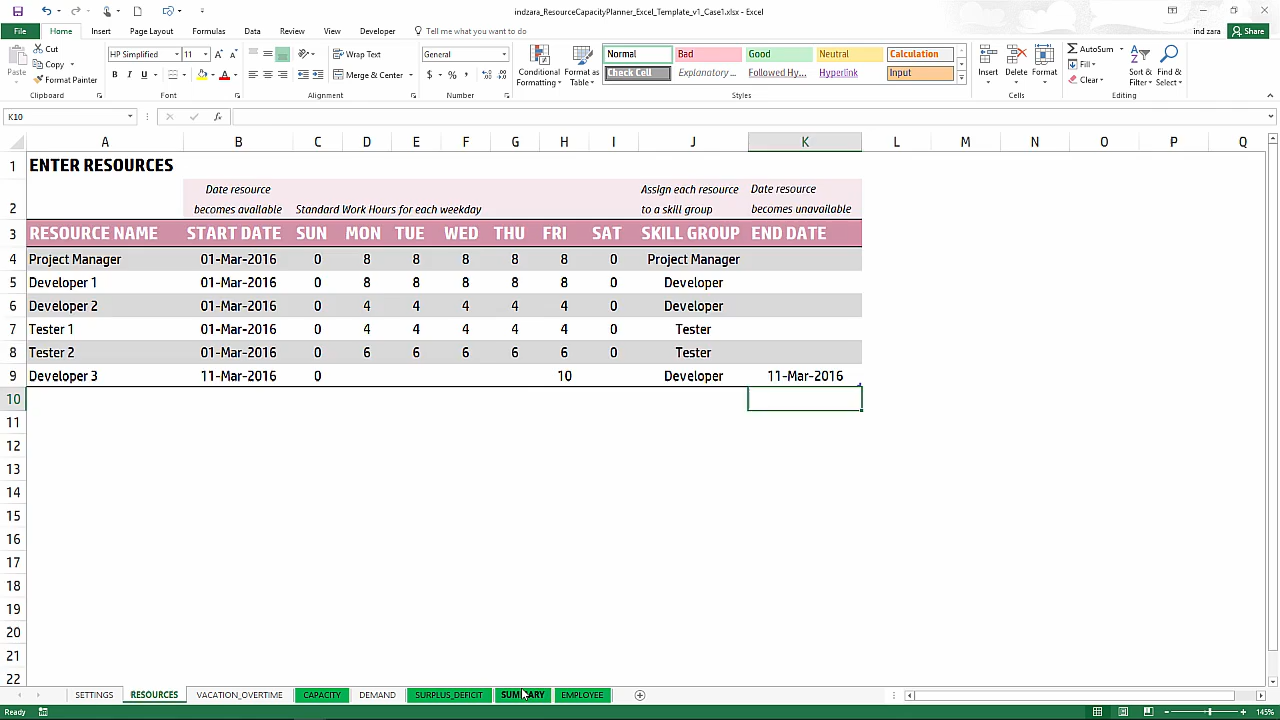 indzara_ResourceCapacityPlanner_Excel_Template_v1_Case1.xlsx - Excel
File Home Insert Page Layout Formulas Data Review View Developer Tell me what you want to do ind zara Share
Paste Cut Copy Format Painter Clipboard
HP Simplified 11 B I U Font
Wrap Text Merge & Center Alignment
General $ % , Number
Conditional Formatting Format as Table
Normal Bad Good Neutral Calculation
Check Cell Explanatory ... Followed Hy... Hyperlink Input
Styles
Insert Delete Format Cells
AutoSum Fill Clear Sort & Filter Find & Select Editing
K10 fx
A B C D E F G H I J K L M N O P Q
1 ENTER RESOURCES
2 Date resource becomes available Standard Work Hours for each weekday Assign each resource to a skill group Date resource becomes unavailable
3 RESOURCE NAME START DATE SUN MON TUE WED THU FRI SAT SKILL GROUP END DATE
4 Project Manager 01-Mar-2016 0 8 8 8 8 8 0 Project Manager
5 Developer 1 01-Mar-2016 0 8 8 8 8 8 0 Developer
6 Developer 2 01-Mar-2016 0 4 4 4 4 4 0 Developer
7 Tester 1 01-Mar-2016 0 4 4 4 4 4 0 Tester
8 Tester 2 01-Mar-2016 0 6 6 6 6 6 0 Tester
9 Developer 3 11-Mar-2016 0 10 Developer 11-Mar-2016
10
11
12
13
14
15
16
17
18
19
20
21
22
SETTINGS RESOURCES VACATION_OVERTIME CAPACITY DEMAND SURPLUS_DEFICIT SUMMARY EMPLOYEE
Ready 145%